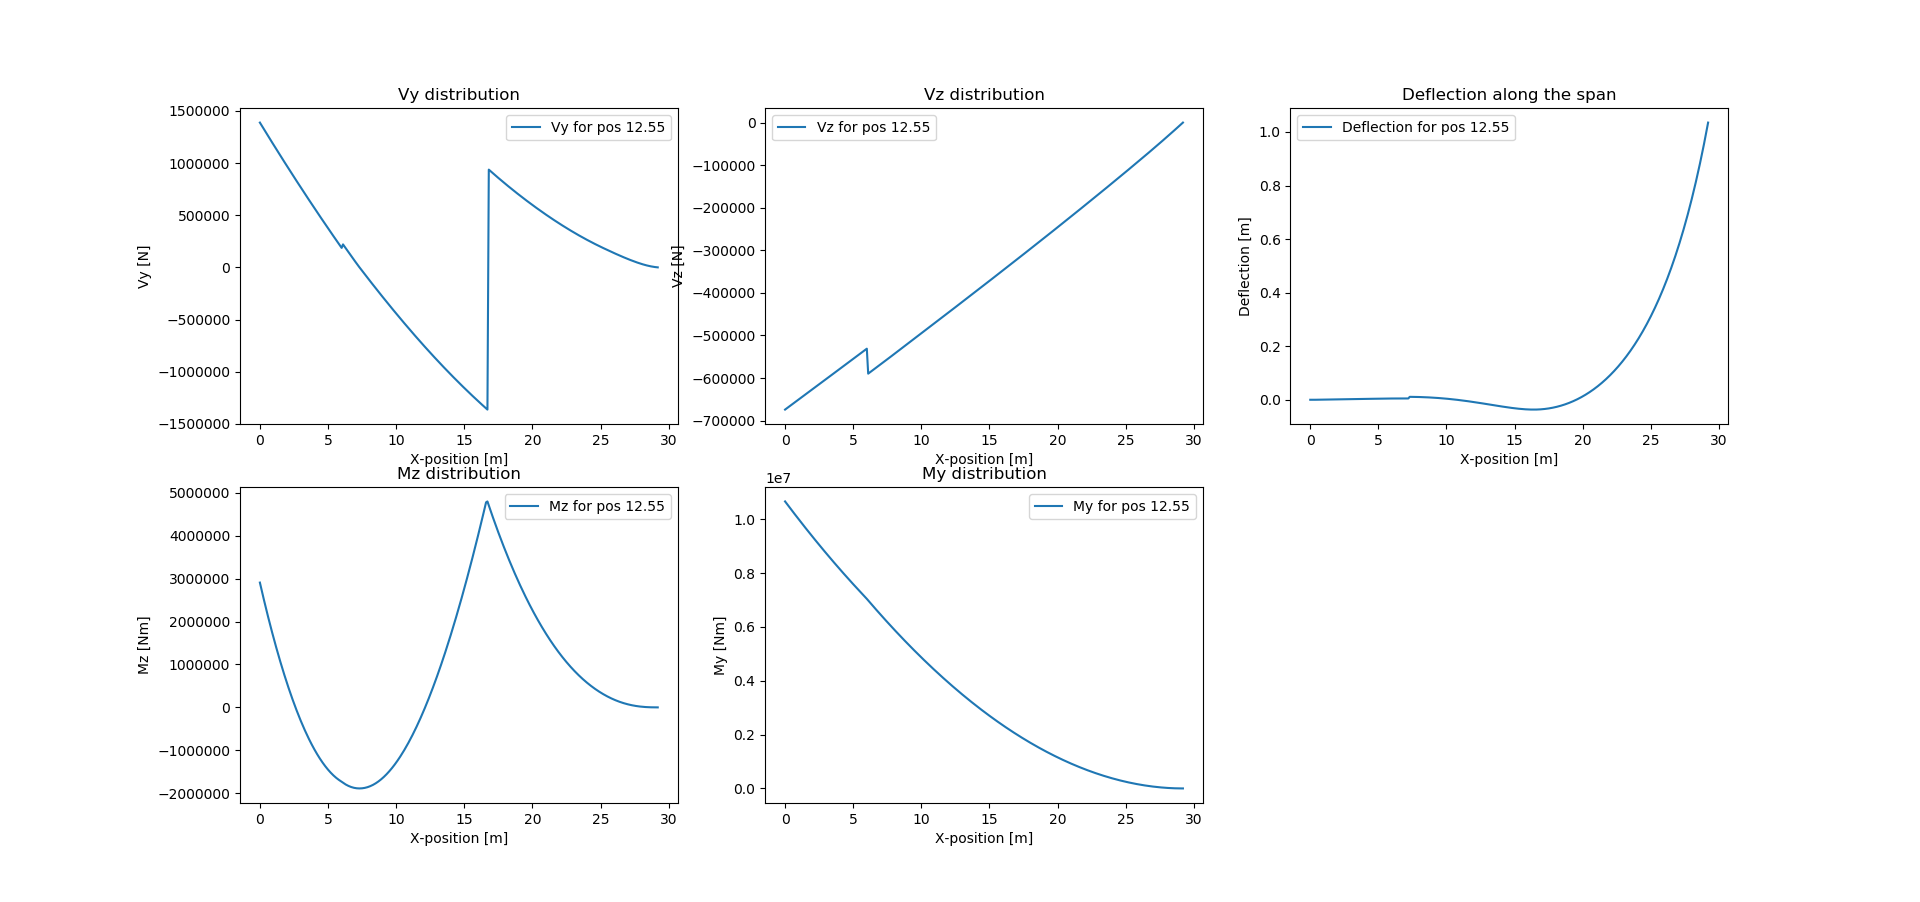 Vy distribution
Vy for pos 12.55
1500000
1000000
500000
0
−500000
−1000000
−1500000
Vy [N]
0 5 10 15 20 25 30
X-position [m]
Vz distribution
Vz for pos 12.55
0
−100000
−200000
−300000
−400000
−500000
−600000
−700000
Vz [N]
0 5 10 15 20 25 30
X-position [m]
Deflection along the span
Deflection for pos 12.55
1.0
0.8
0.6
0.4
0.2
0.0
Deflection [m]
0 5 10 15 20 25 30
X-position [m]
Mz distribution
Mz for pos 12.55
5000000
4000000
3000000
2000000
1000000
0
−1000000
−2000000
Mz [Nm]
0 5 10 15 20 25 30
X-position [m]
My distribution
1e7
My for pos 12.55
1.0
0.8
0.6
0.4
0.2
0.0
My [Nm]
0 5 10 15 20 25 30
X-position [m]